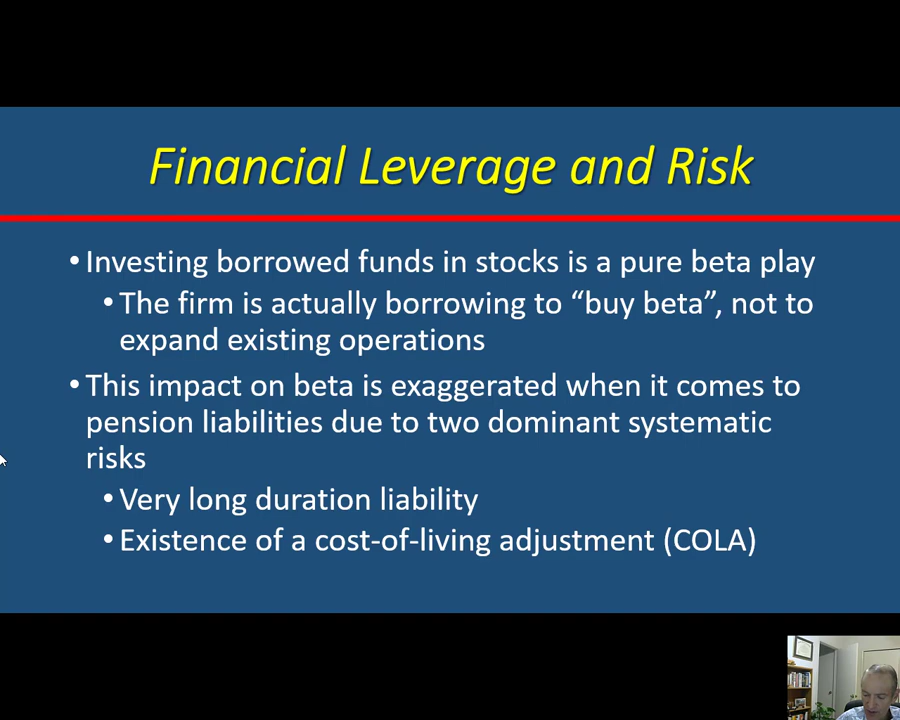 Financial Leverage and Risk
• Investing borrowed funds in stocks is a pure beta play
• The firm is actually borrowing to “buy beta”, not to
expand existing operations
• This impact on beta is exaggerated when it comes to
pension liabilities due to two dominant systematic
risks
• Very long duration liability
• Existence of a cost-of-living adjustment (COLA)